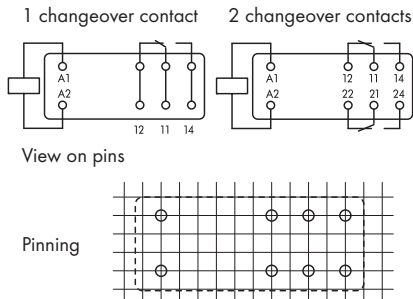 1 changeover contact 2 changeover contacts
A1 A1 12 11 14
A2 A2 22 21 24
12 11 14
View on pins
Pinning